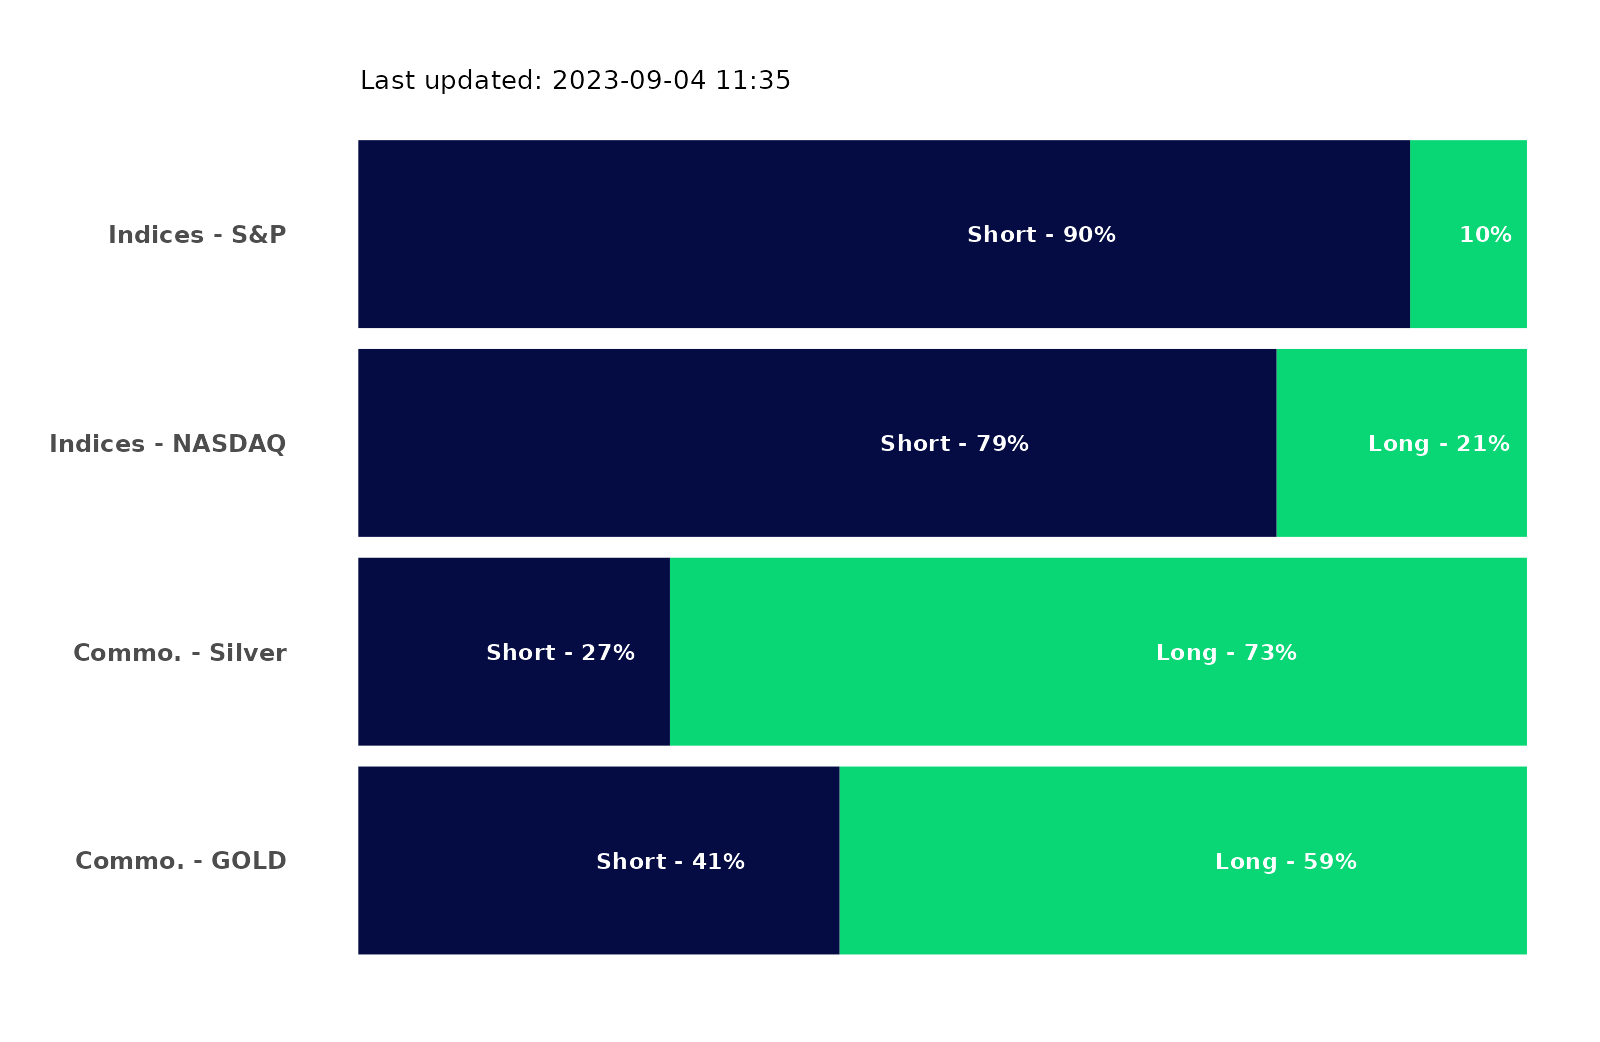 Last updated: 2023-09-04 11:35
Indices - S&P
Short - 90%
10%
Indices - NASDAQ
Short - 79%
Long - 21%
Commo. - Silver
Short - 27%
Long - 73%
Commo. - GOLD
Short - 41%
Long - 59%